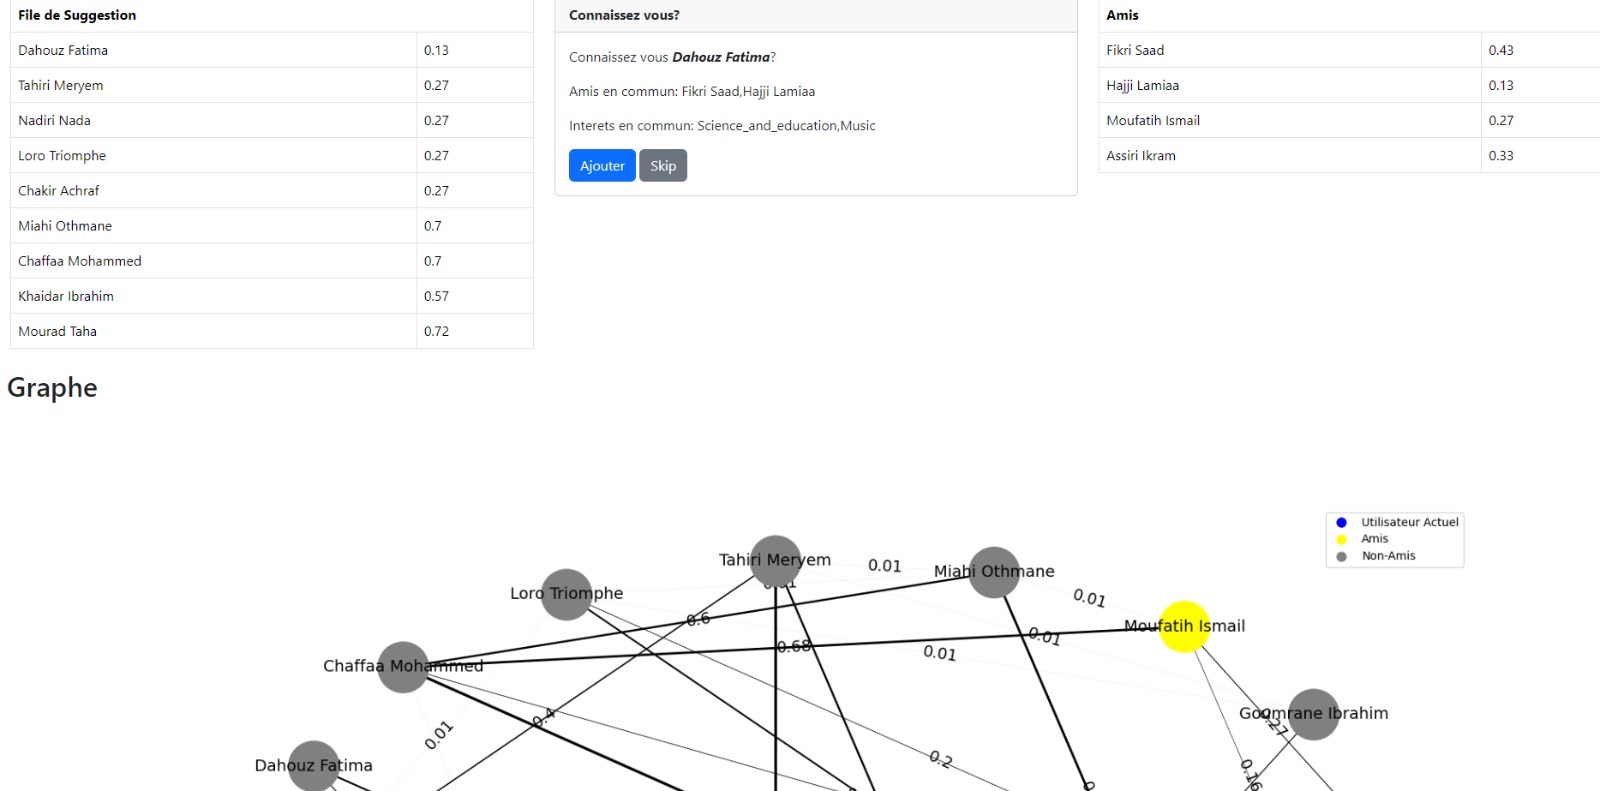 File de Suggestion
Dahouz Fatima 0.13
Tahiri Meryem 0.27
Nadiri Nada 0.27
Loro Triomphe 0.27
Chakir Achraf 0.27
Miahi Othmane 0.7
Chaffaa Mohammed 0.7
Khaidar Ibrahim 0.57
Mourad Taha 0.72
Connaissez vous?
Connaissez vous Dahouz Fatima?
Amis en commun: Fikri Saad,Hajji Lamiaa
Interets en commun: Science_and_education,Music
Ajouter Skip
Amis
Fikri Saad 0.43
Hajji Lamiaa 0.13
Moufatih Ismail 0.27
Assiri Ikram 0.33
Graphe
Utilisateur Actuel
Amis
Non-Amis
Tahiri Meryem
0.01
Miahi Othmane
Loro Triomphe
0.01
0.6
Moufatih Ismail
0.01
0.68
0.01
Chaffaa Mohammed
Goumrane Ibrahim
0.4
0.27
0.01
0.2
Dahouz Fatima
0.16